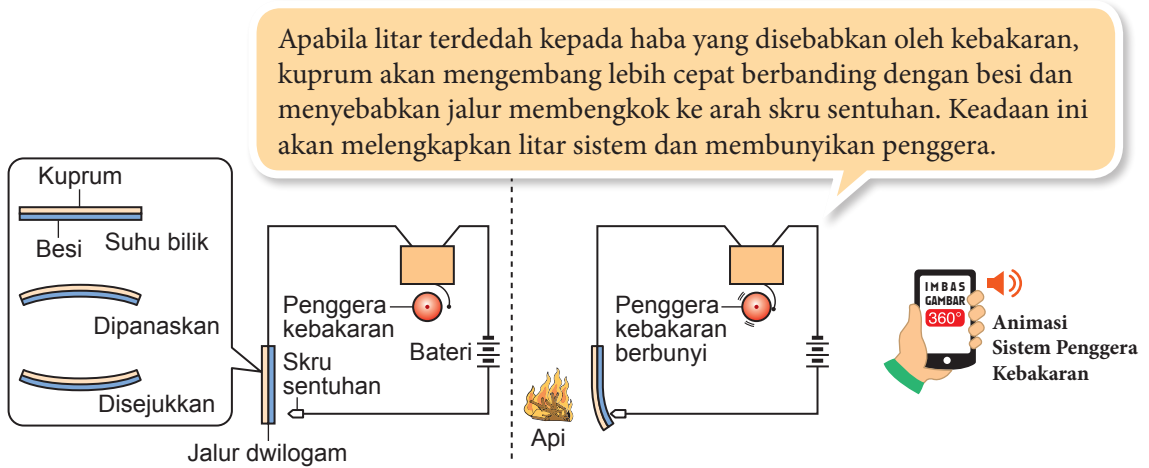 Apabila litar terdedah kepada haba yang disebabkan oleh kebakaran,
kuprum akan mengembang lebih cepat berbanding dengan besi dan
menyebabkan jalur membengkok ke arah skru sentuhan. Keadaan ini
akan melengkapkan litar sistem dan membunyikan penggera.
Kuprum
Besi
Suhu bilik
Dipanaskan
Disejukkan
Penggera
kebakaran
Bateri
Skru
sentuhan
Jalur dwilogam
Penggera
kebakaran
berbunyi
Api
IMBAS
GAMBAR
360°
Animasi
Sistem Penggera
Kebakaran